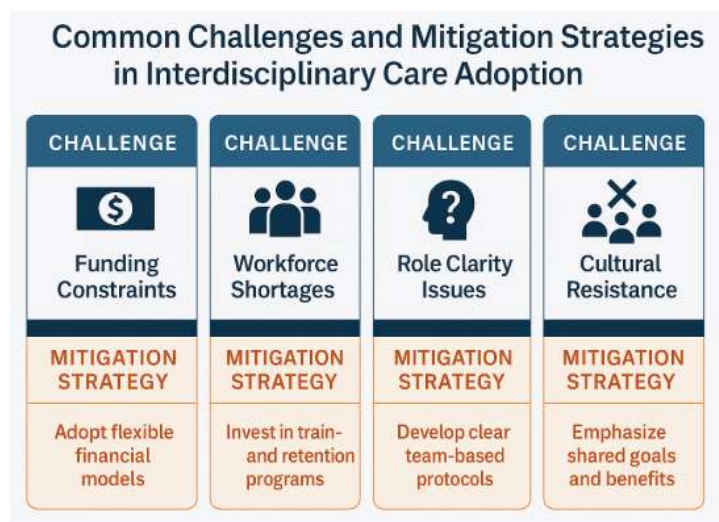 Common Challenges and Mitigation Strategies
in Interdisciplinary Care Adoption
CHALLENGE
$
Funding
Constraints
MITIGATION
STRATEGY
Adopt flexible
financial
models
CHALLENGE
Workforce
Shortages
MITIGATION
STRATEGY
Invest in train-
and retention
programs
CHALLENGE
?
Role Clarity
Issues
MITIGATION
STRATEGY
Develop clear
team-based
protocols
CHALLENGE
Cultural
Resistance
MITIGATION
STRATEGY
Emphasize
shared goals
and benefits